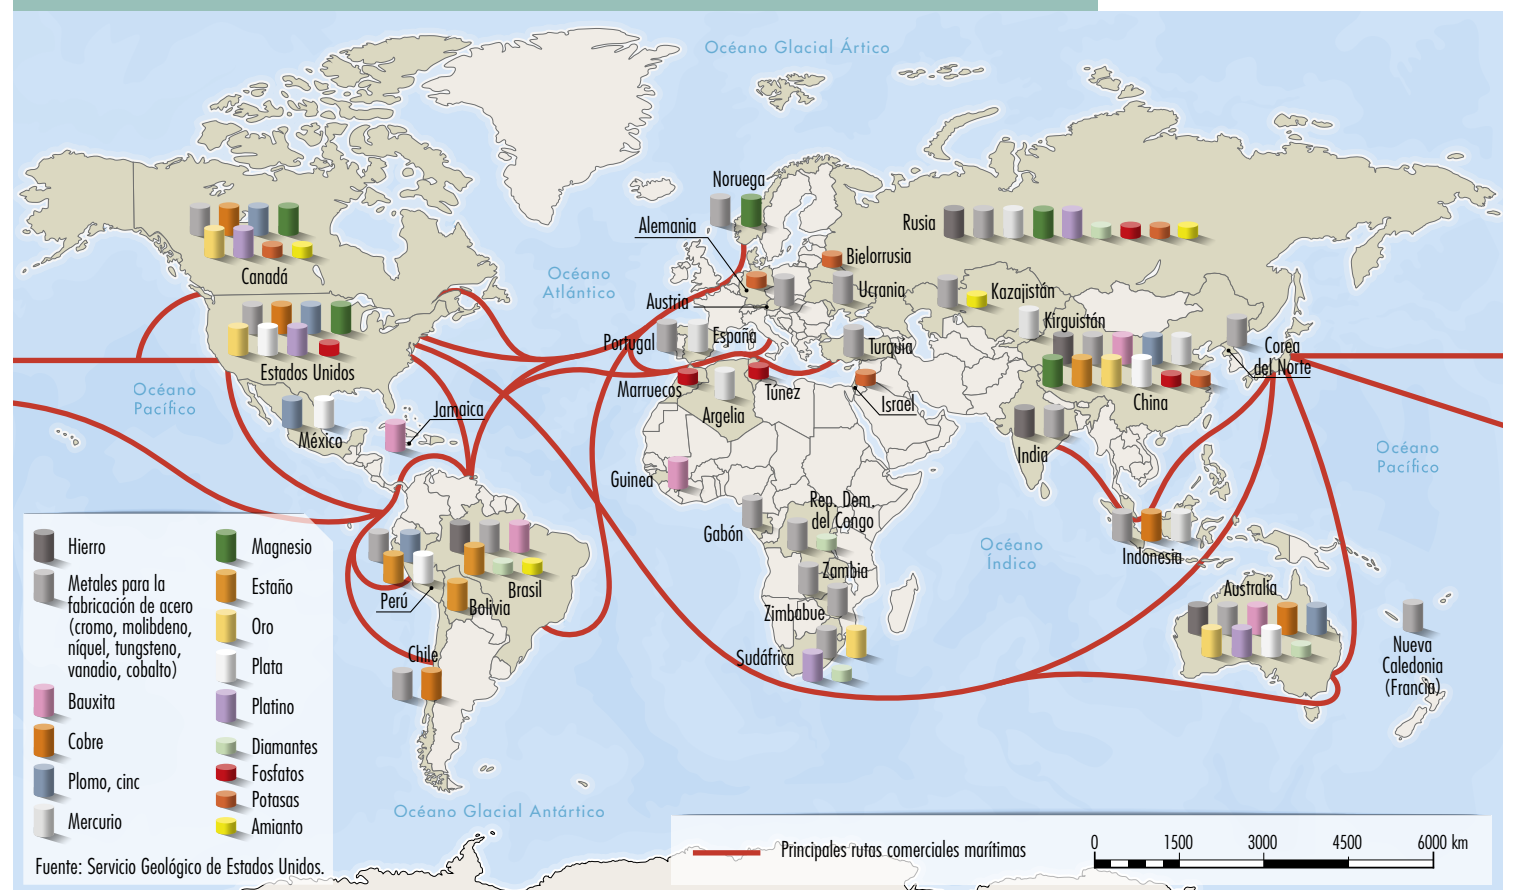 Océano Glacial Ártico
Noruega
Alemania
Rusia
Bielorrusia
Océano
Atlántico
Canadá
Austria
Ucrania
Kazajistán
Kirguistán
Portugal
España
Turquía
Corea
del Norte
Estados Unidos
Océano
Pacífico
Marruecos
Túnez
Israel
China
Argelia
Jamaica
México
India
Océano
Pacífico
Guinea
Rep. Dem.
del Congo
Gabón
Océano
Índico
Indonesia
Zambia
Perú
Brasil
Bolivia
Zimbabue
Australia
Chile
Sudáfrica
Nueva
Caledonia
(Francia)
Hierro
Metales para la
fabricación de acero
(cromo, molibdeno,
níquel, tungsteno,
vanadio, cobalto)
Bauxita
Cobre
Plomo, cinc
Mercurio
Magnesio
Estaño
Oro
Plata
Platino
Diamantes
Fosfatos
Potasas
Amianto
Fuente: Servicio Geológico de Estados Unidos.
Océano Glacial Antártico
Principales rutas comerciales marítimas
0 1500 3000 4500 6000 km